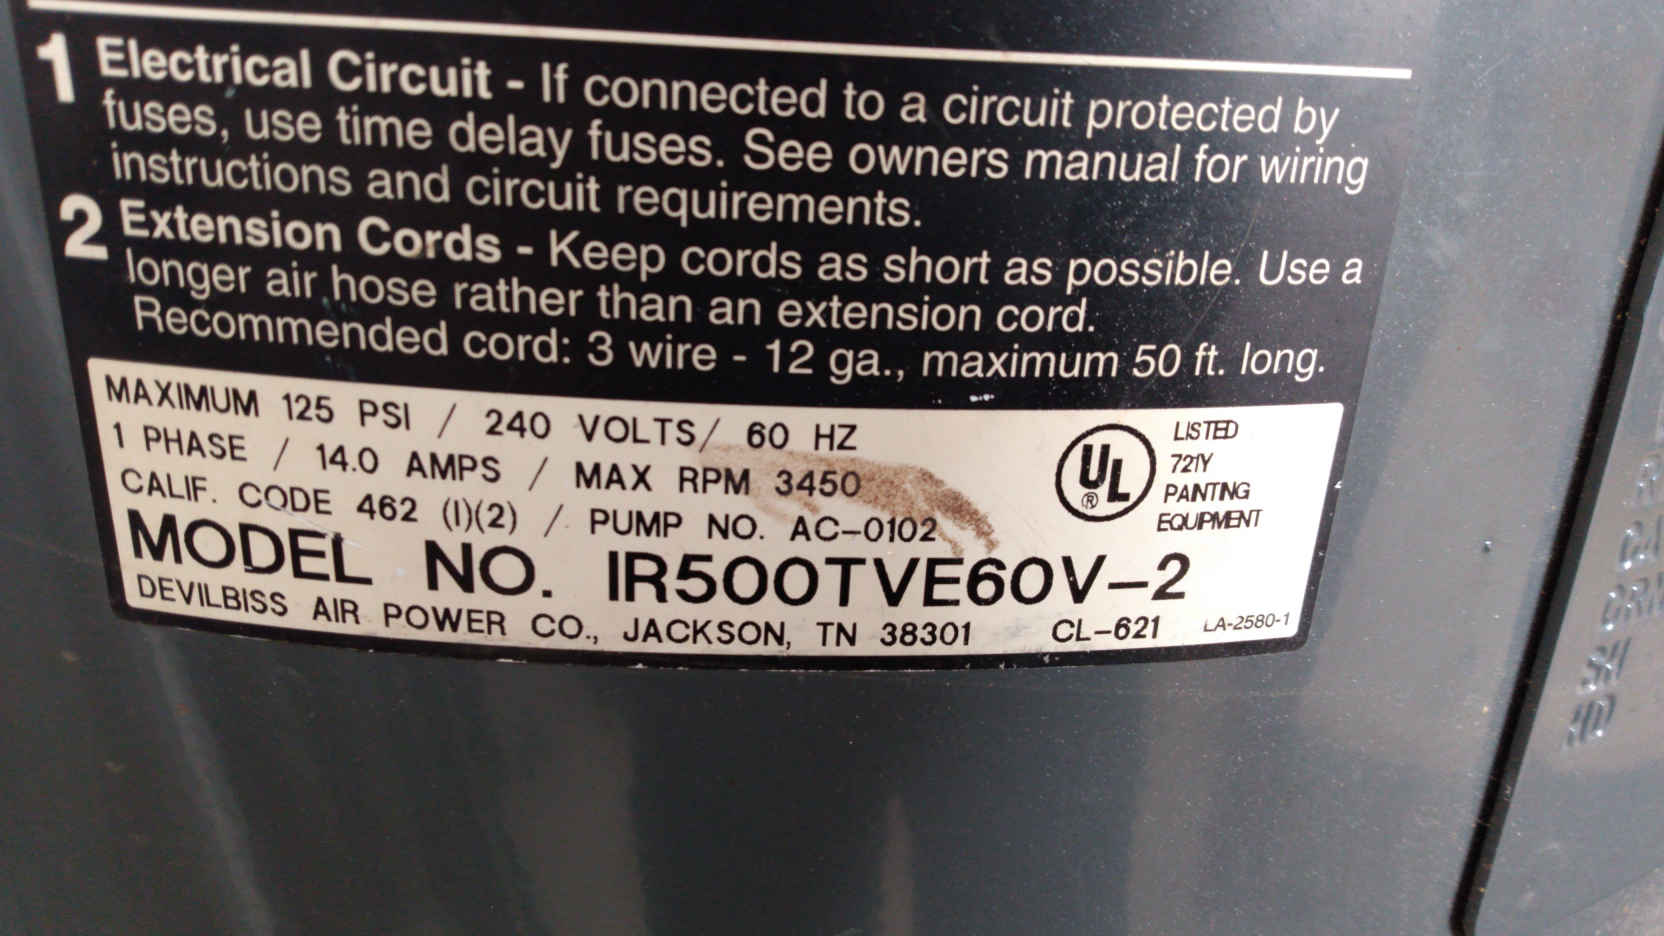 1 Electrical Circuit - If connected to a circuit protected by
fuses, use time delay fuses. See owners manual for wiring
instructions and circuit requirements.
2 Extension Cords - Keep cords as short as possible. Use a
longer air hose rather than an extension cord.
Recommended cord: 3 wire - 12 ga., maximum 50 ft. long.
MAXIMUM 125 PSI / 240 VOLTS/ 60 HZ
1 PHASE / 14.0 AMPS / MAX RPM 3450
CALIF. CODE 462 (I)(2) / PUMP NO. AC-0102
MODEL NO. IR500TVE60V-2
DEVILBISS AIR POWER CO., JACKSON, TN 38301 CL-621 LA-2580-1
UL ®
LISTED
721Y
PANTING
EQUIPMENT